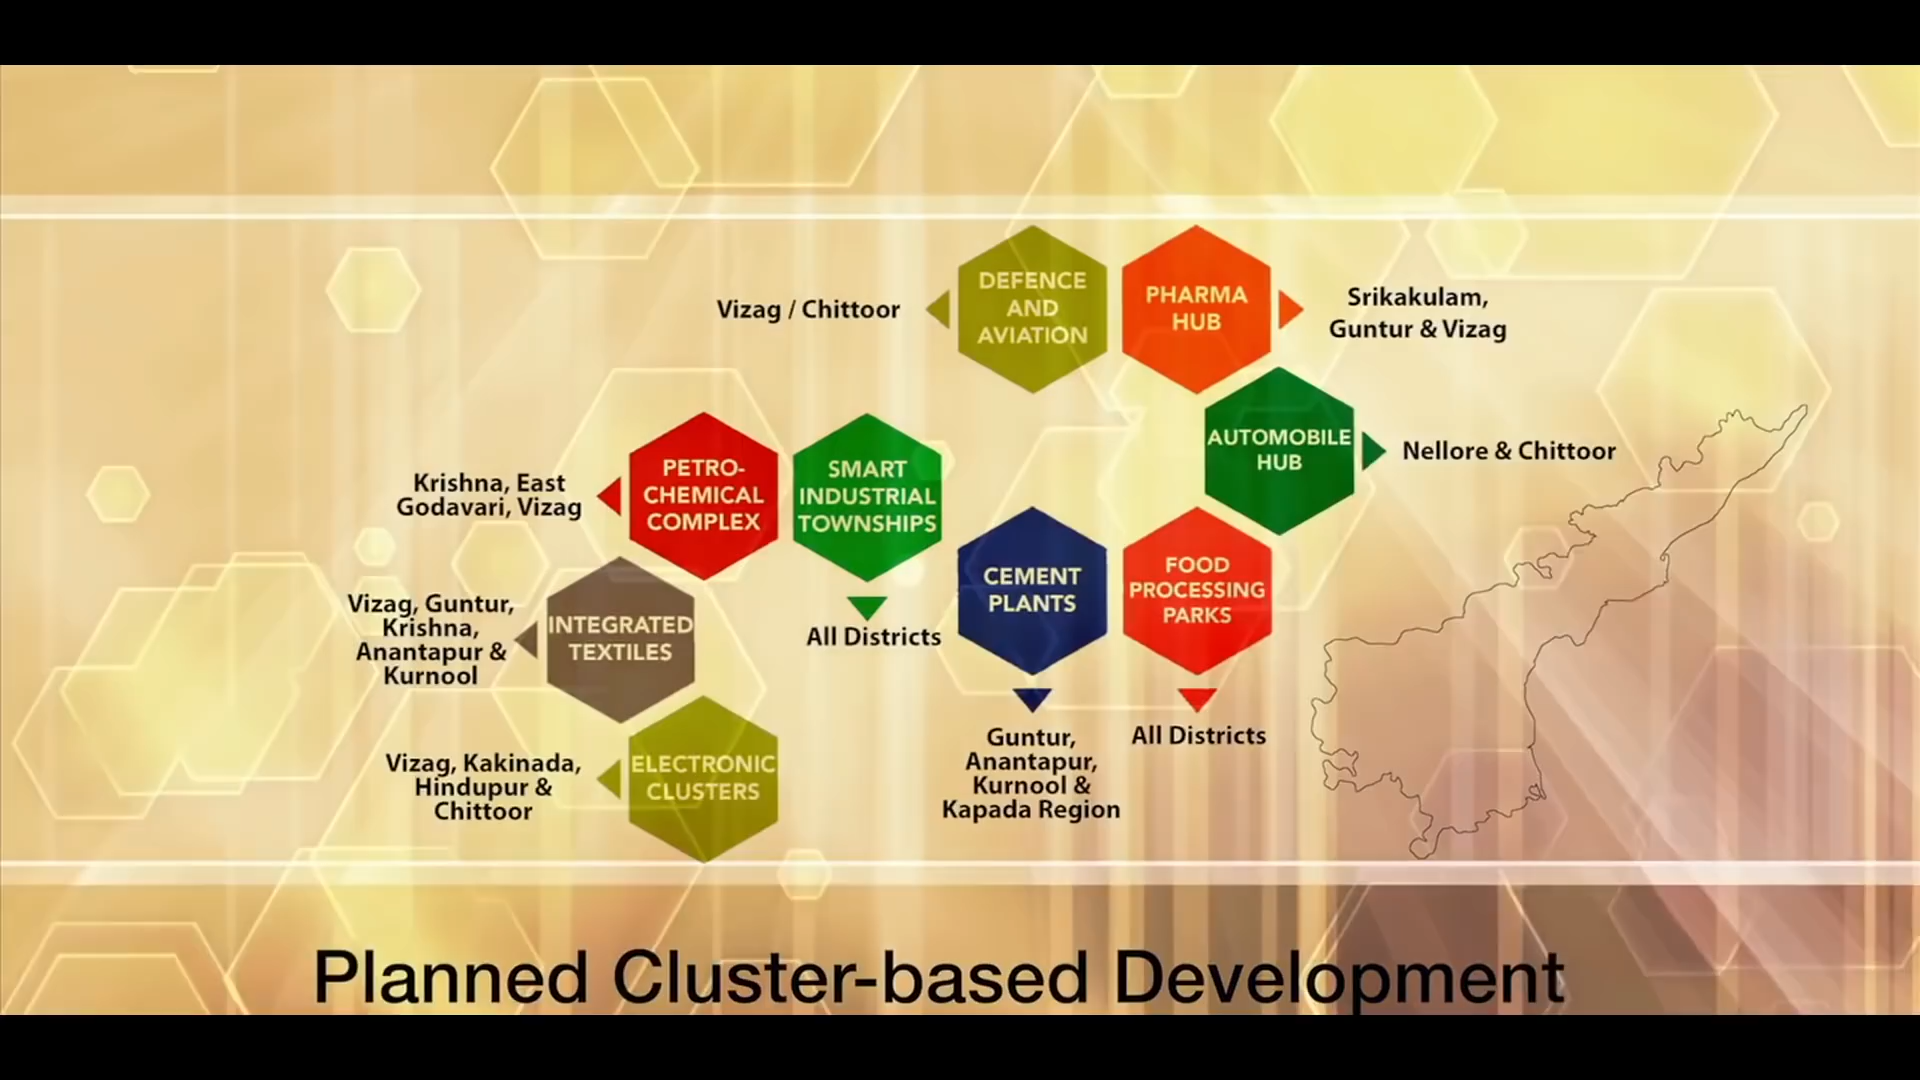 Vizag / Chittoor
DEFENCE
AND
AVIATION
PHARMA
HUB
Srikakulam,
Guntur & Vizag
AUTOMOBILE
HUB
Nellore & Chittoor
Krishna, East
Godavari, Vizag
PETRO-
CHEMICAL
COMPLEX
SMART
INDUSTRIAL
TOWNSHIPS
All Districts
CEMENT
PLANTS
Guntur,
Anantapur,
Kurnool &
Kapada Region
FOOD
PROCESSING
PARKS
All Districts
Vizag, Guntur,
Krishna,
Anantapur &
Kurnool
INTEGRATED
TEXTILES
Vizag, Kakinada,
Hindupur &
Chittoor
ELECTRONIC
CLUSTERS
Planned Cluster-based Development